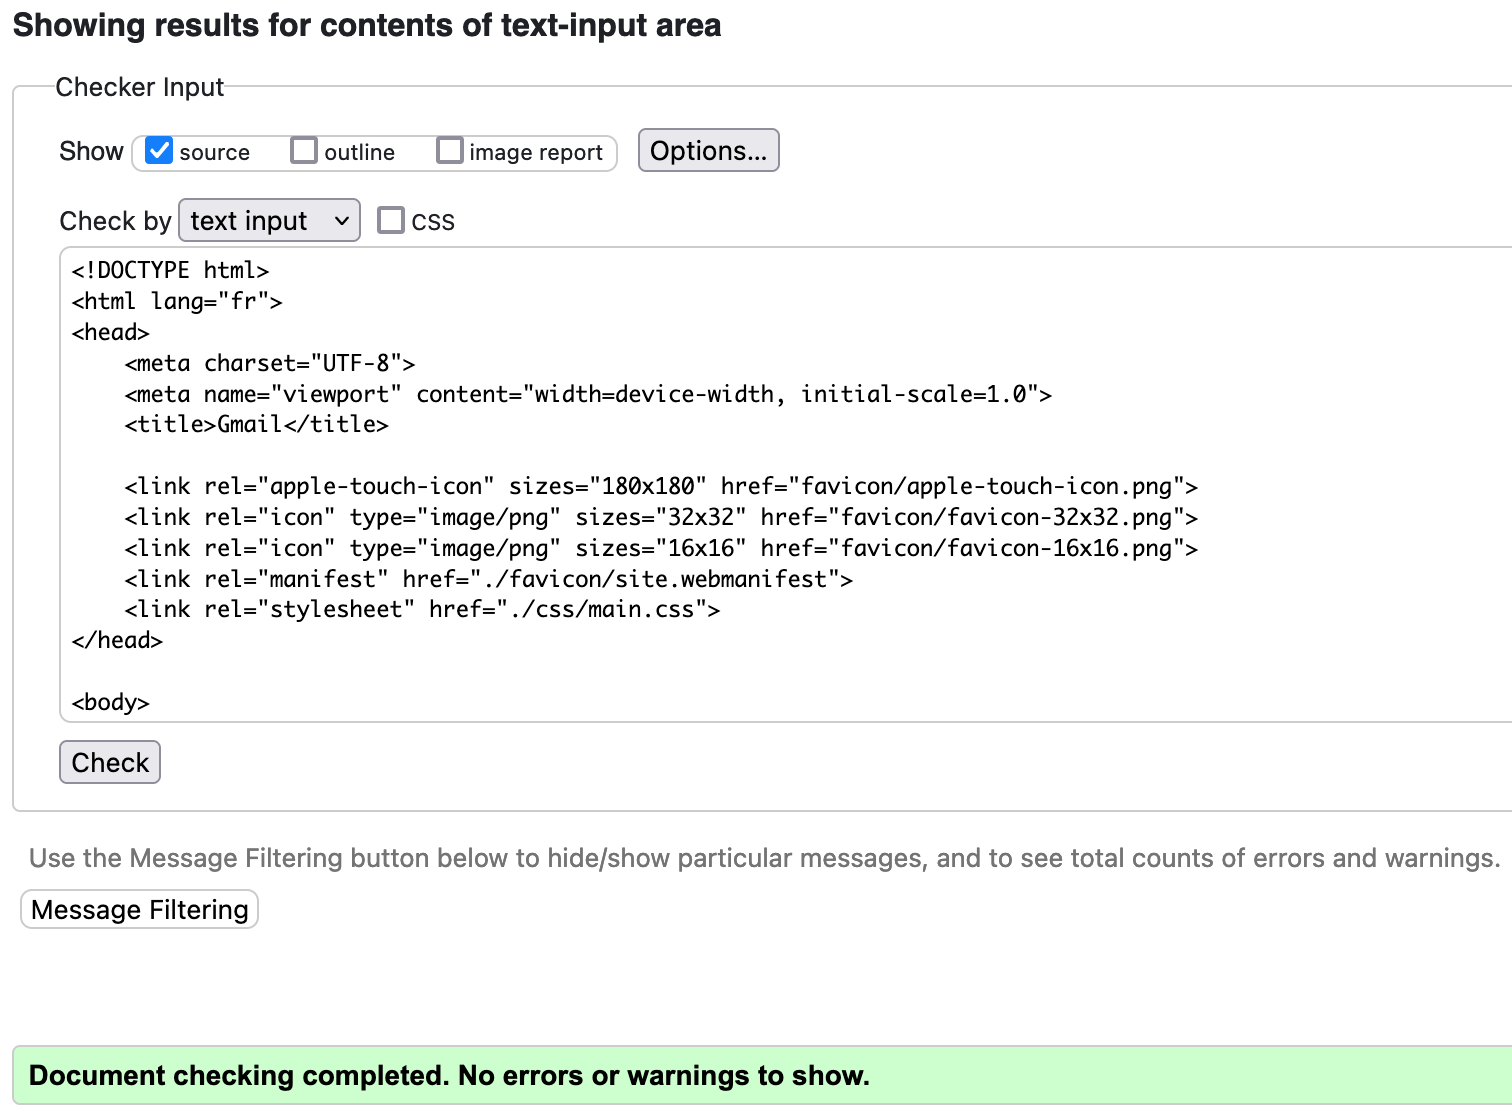 Showing results for contents of text-input area
Checker Input
Show source outline image report Options...
Check by text input CSS
<!DOCTYPE html>
<html lang="fr">
<head>
    <meta charset="UTF-8">
    <meta name="viewport" content="width=device-width, initial-scale=1.0">
    <title>Gmail</title>

    <link rel="apple-touch-icon" sizes="180x180" href="favicon/apple-touch-icon.png">
    <link rel="icon" type="image/png" sizes="32x32" href="favicon/favicon-32x32.png">
    <link rel="icon" type="image/png" sizes="16x16" href="favicon/favicon-16x16.png">
    <link rel="manifest" href="./favicon/site.webmanifest">
    <link rel="stylesheet" href="./css/main.css">
</head>

<body>
Check
Use the Message Filtering button below to hide/show particular messages, and to see total counts of errors and warnings.
Message Filtering
Document checking completed. No errors or warnings to show.